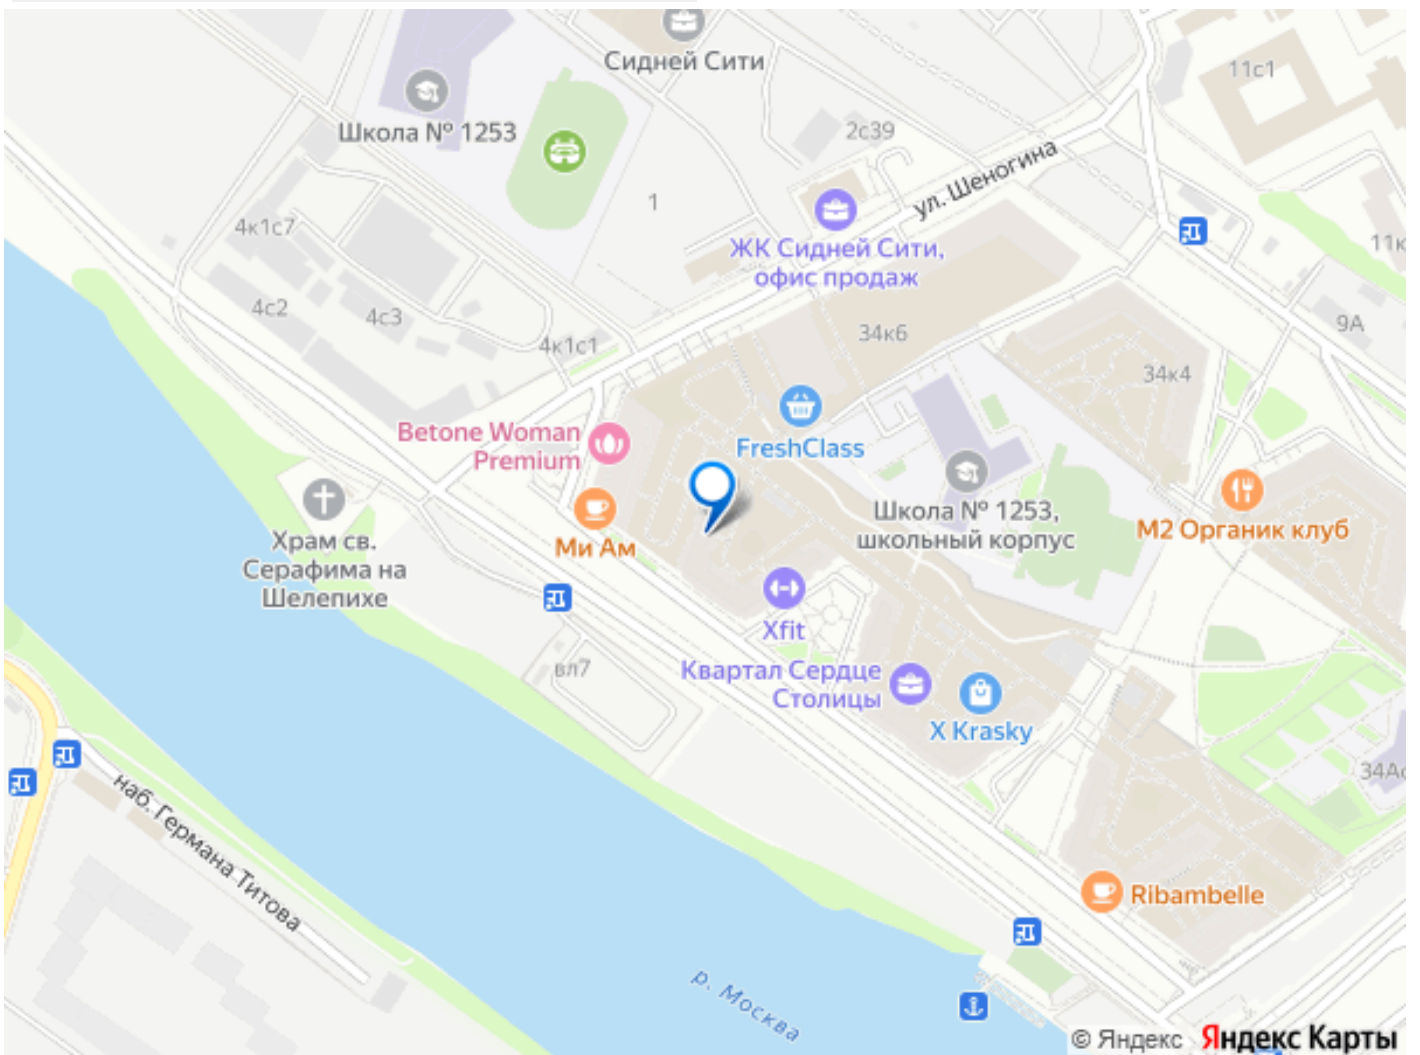 Сидней Сити
11с1
Школа № 1253
2с39
ул. Шеногина
1
4к1с7
ЖК Сидней Сити,
офис продаж
11к
4с2
4с3
9А
34к6
4к1с1
34к4
Betone Woman
Premium
FreshClass
Школа № 1253,
школьный корпус
М2 Органик клуб
Ми Ам
Храм св.
Серафима на
Шелепихе
Xfit
вл7
Квартал Сердце
Столицы
X Krasky
34Ас
наб. Германа Титова
Ribambelle
р. Москва
© Яндекс Яндекс Карты